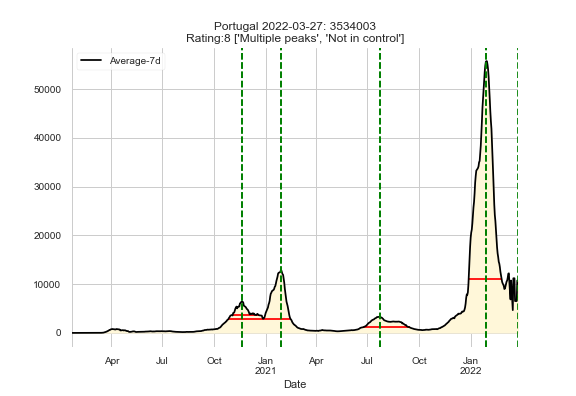 Portugal 2022-03-27: 3534003
Rating:8 ['Multiple peaks', 'Not in control']
Average-7d
50000
40000
30000
20000
10000
0
Apr
Jul
Oct
Jan
2021
Apr
Jul
Oct
Jan
2022
Date